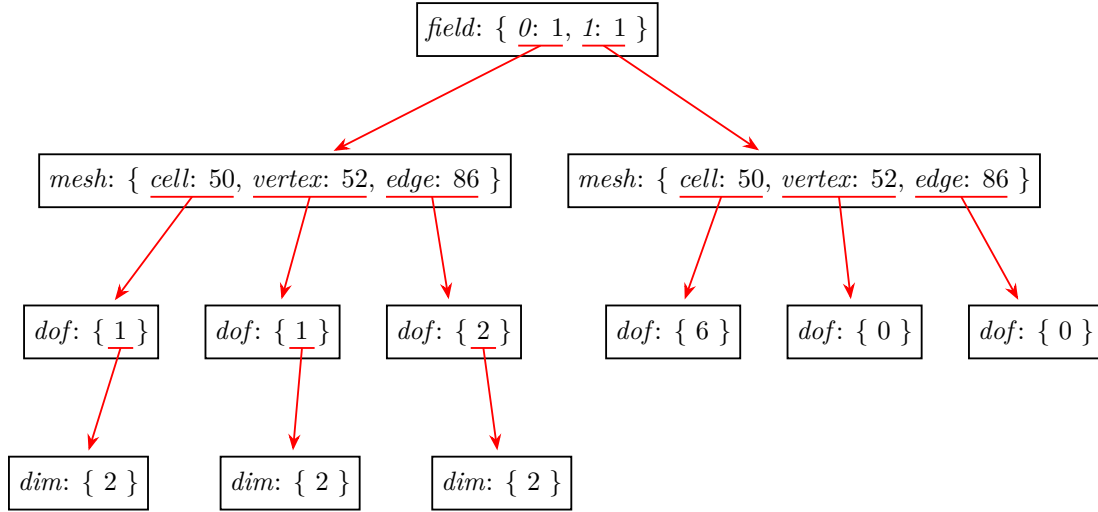 field: { 0: 1, 1: 1 }
mesh: { cell: 50, vertex: 52, edge: 86 }
mesh: { cell: 50, vertex: 52, edge: 86 }
dof: { 1 }
dof: { 1 }
dof: { 2 }
dof: { 6 }
dof: { 0 }
dof: { 0 }
dim: { 2 }
dim: { 2 }
dim: { 2 }